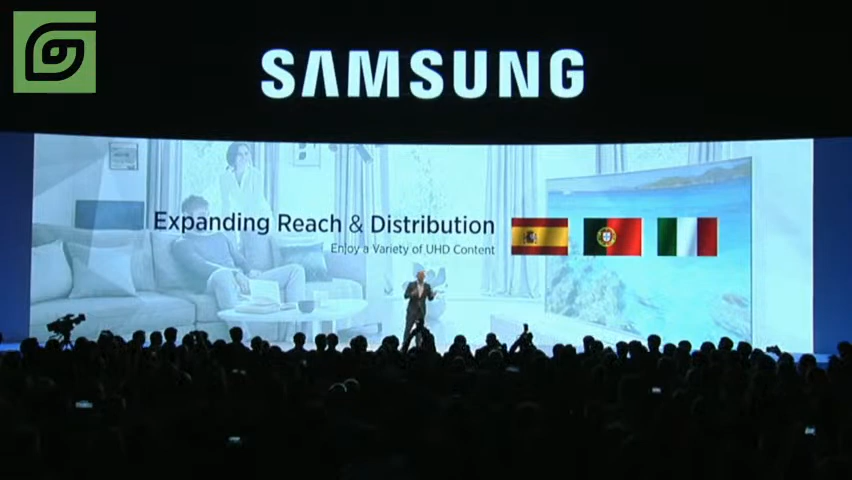 SAMSUNG
Expanding Reach & Distribution
Enjoy a Variety of UHD Content